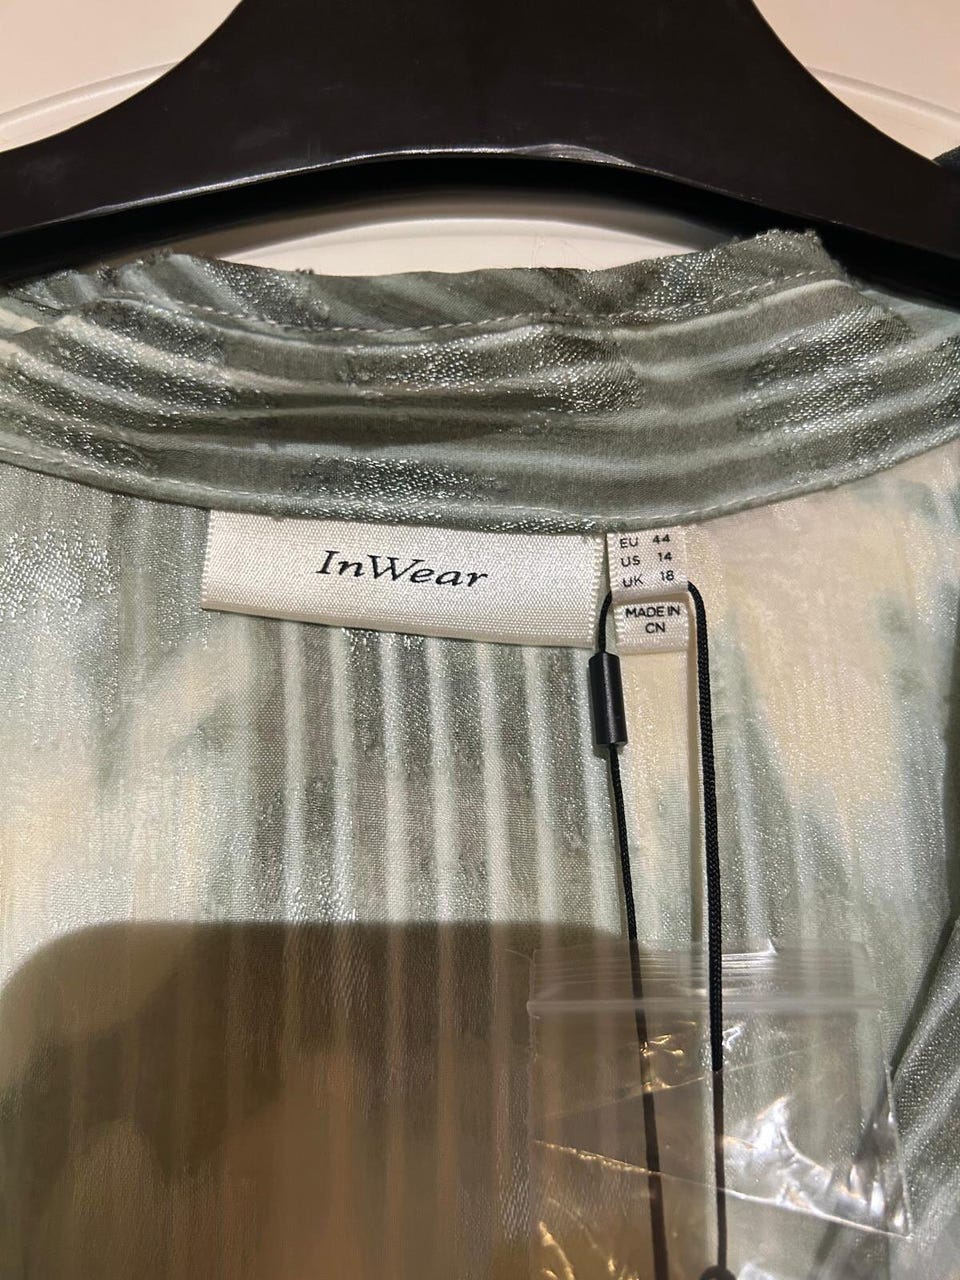 InWear
EU 44
US 14
UK 18
MADE IN
CN